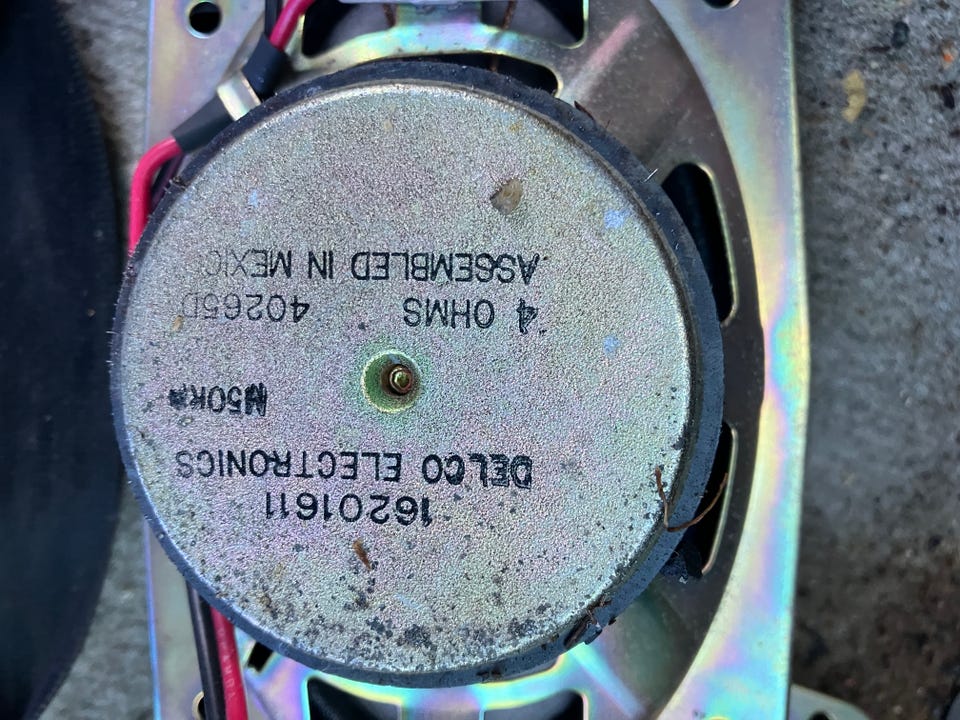 16201611
DELCO ELECTRONICS
4 OHMS 40265D
ASSEMBLED IN MEXIC